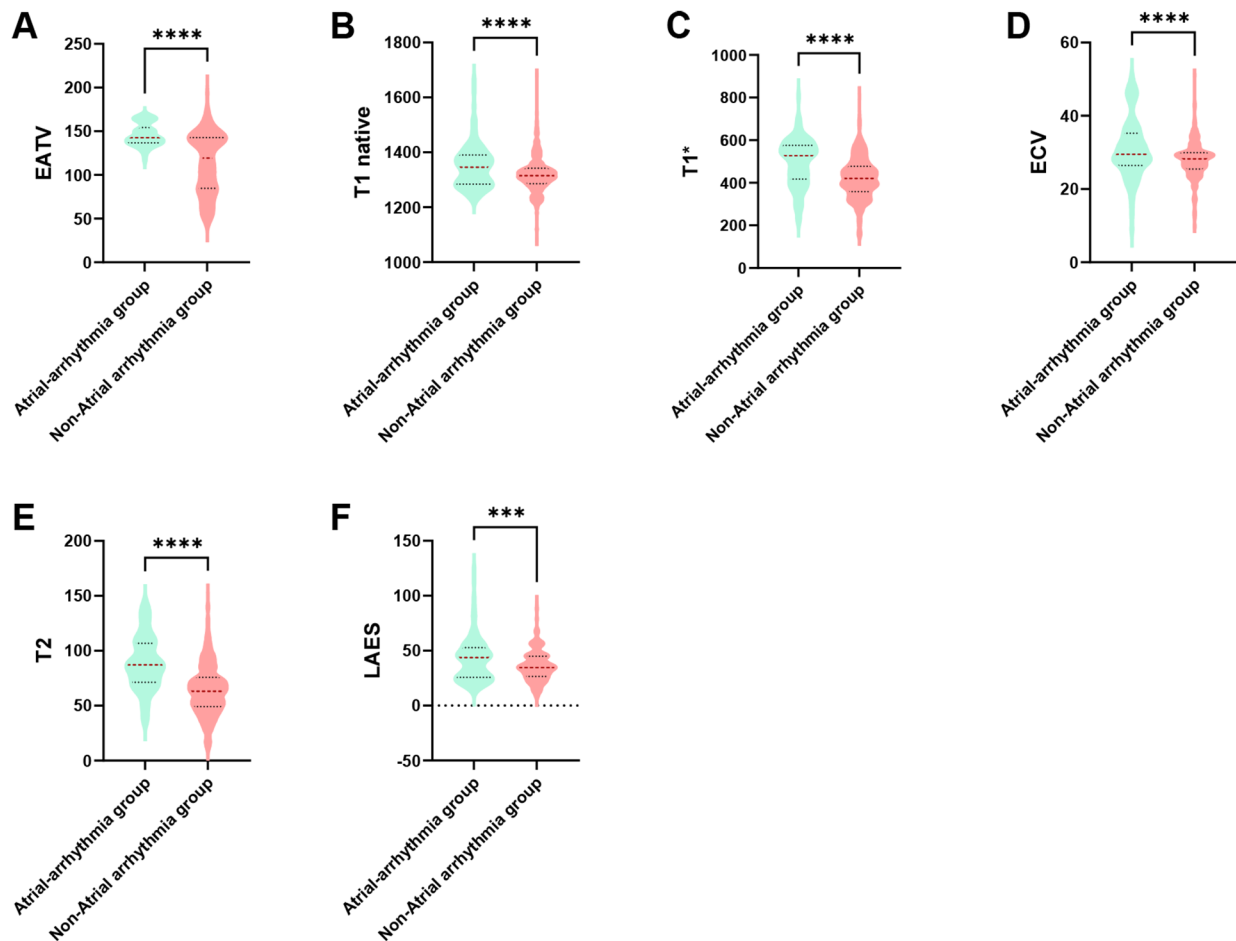 A
EATV
250
200
150
100
50
0
****
Atrial-arrhythmia group
Non-Atrial arrhythmia group
B
T1 native
1800
1600
1400
1200
1000
****
Atrial-arrhythmia group
Non-Atrial arrhythmia group
C
T1*
1000
800
600
400
200
0
****
Atrial-arrhythmia group
Non-Atrial arrhythmia group
D
ECV
60
40
20
0
****
Atrial-arrhythmia group
Non-Atrial arrhythmia group
E
T2
200
150
100
50
0
****
Atrial-arrhythmia group
Non-Atrial arrhythmia group
F
LAES
150
100
50
0
-50
***
Atrial-arrhythmia group
Non-Atrial arrhythmia group